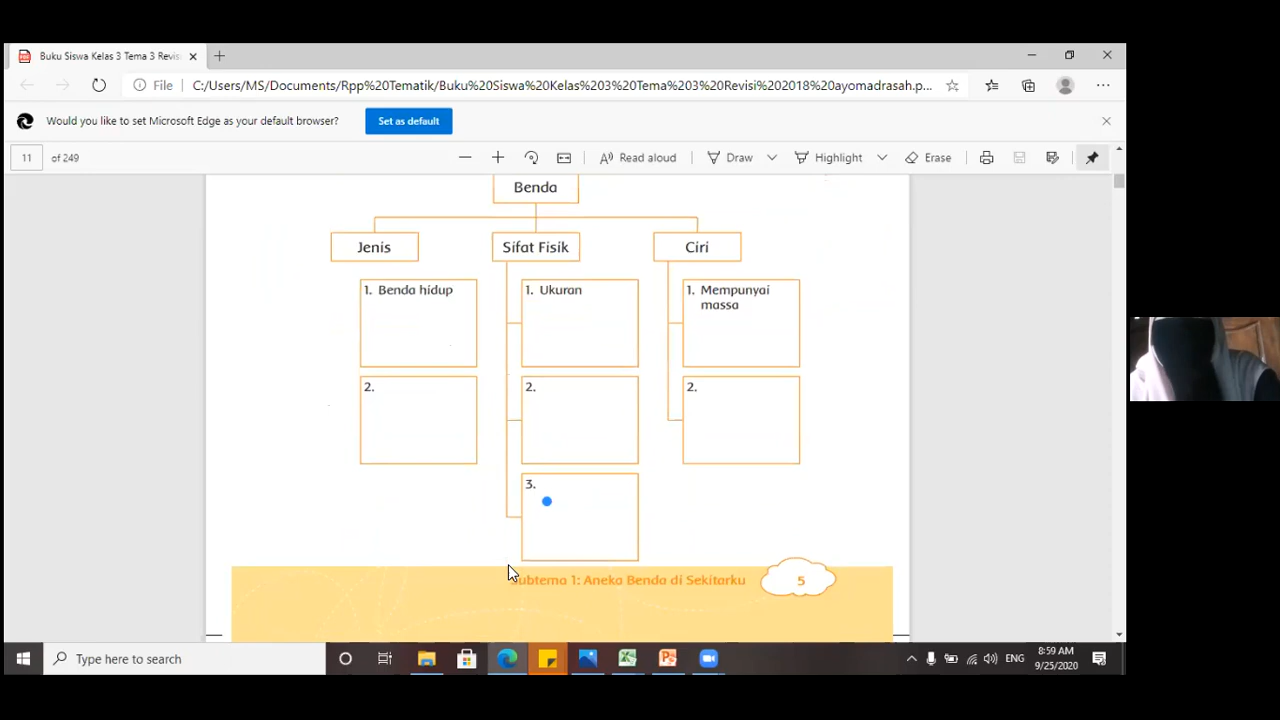 Buku Siswa Kelas 3 Tema 3 Revis
File C:/Users/MS/Documents/Rpp%20Tematik/Buku%20Siswa%20Kelas%203%20Tema%203%20Revisi%202018%20ayomadrasah.p...
Would you like to set Microsoft Edge as your default browser? Set as default
11 of 249 Read aloud Draw Highlight Erase
Benda
Jenis Sifat Fisik Ciri
1. Benda hidup
1. Ukuran
1. Mempunyai
massa
2.
2.
2.
3.
Subtema 1: Aneka Benda di Sekitarku 5
Type here to search
ENG
8:59 AM
9/25/2020